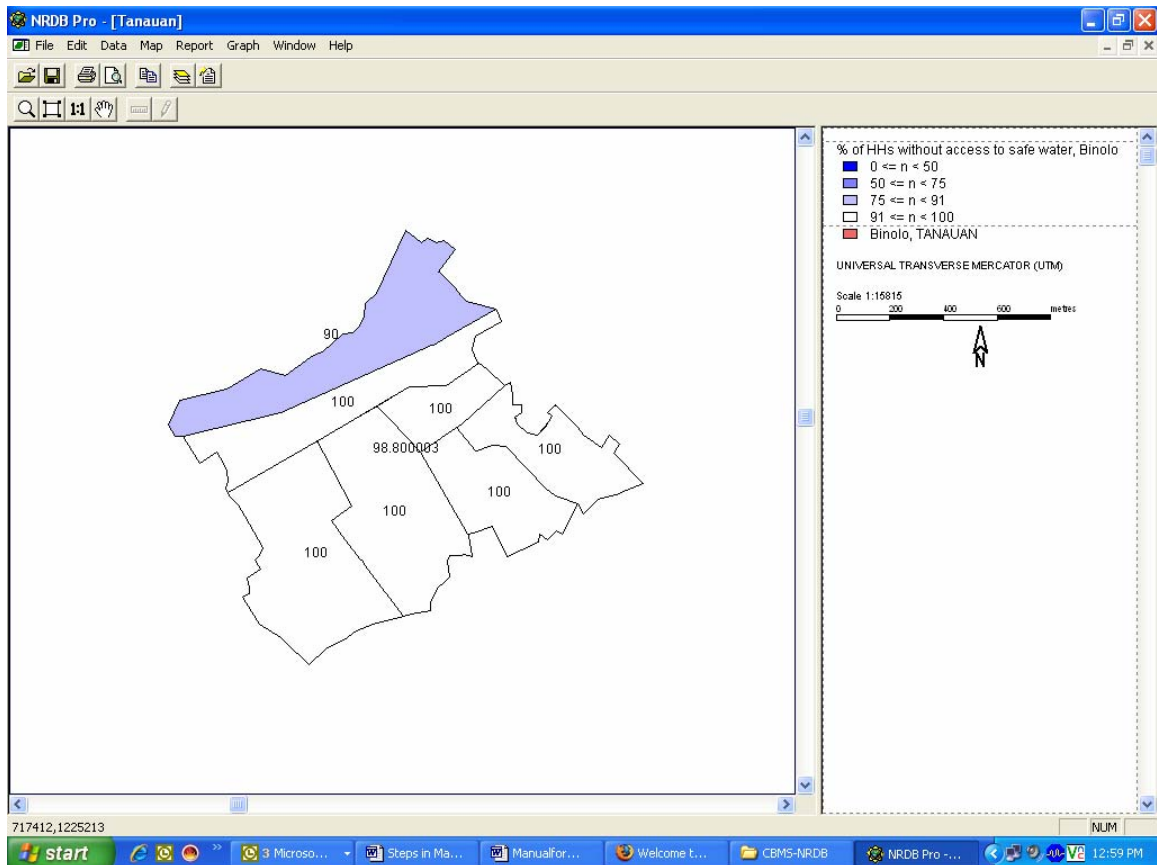 NRDB Pro - [Tanauan]
File Edit Data Map Report Graph Window Help
1:1
% of HHs without access to safe water, Binolo
0 <= n < 50
50 <= n < 75
75 <= n < 91
91 <= n < 100
Binolo, TANAUAN
UNIVERSAL TRANSVERSE MERCATOR (UTM)
Scale 1:15815
0 200 400 600 metres
N
90
100
100
98.800003
100
100
100
100
717412,1225213
NUM
start
3 Microso...
Steps in Ma...
Manualfor...
Welcome t...
CBMS-NRDB
NRDB Pro -...
12:59 PM